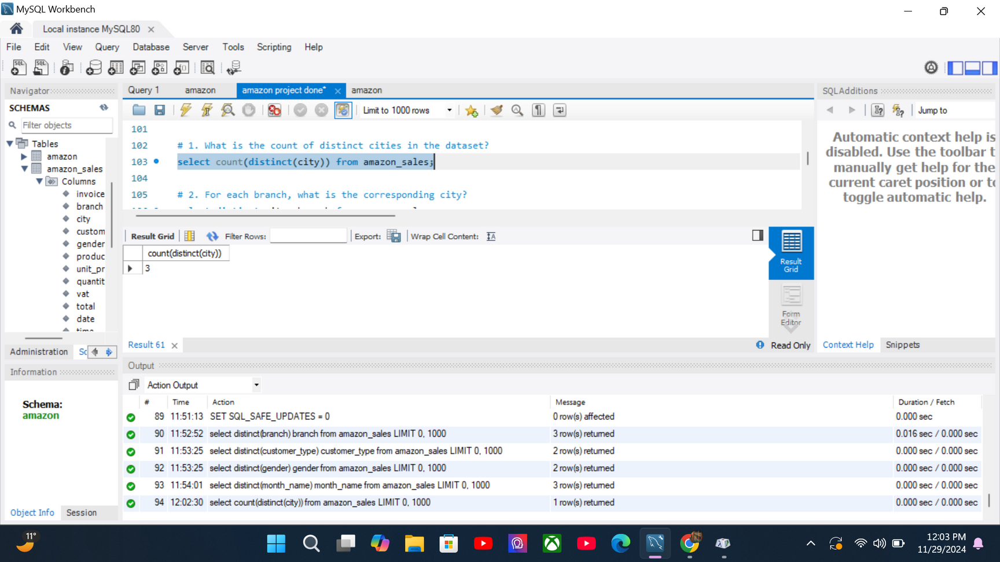 MySQL Workbench
Local instance MySQL80
File Edit View Query Database Server Tools Scripting Help
Navigator
SCHEMAS
Filter objects
Tables
amazon
amazon_sales
Columns
invoice
branch
city
custom
gender
produc
unit_pr
quantit
vat
total
date
time
Administration Sc
Information
Schema:
amazon
Object Info Session
Query 1 amazon amazon project done* amazon
Limit to 1000 rows
101
102 # 1. What is the count of distinct cities in the dataset?
103 select count(distinct(city)) from amazon_sales;
104
105 # 2. For each branch, what is the corresponding city?
Result Grid Filter Rows: Export: Wrap Cell Content:
count(distinct(city))
3
Result Grid
Form Editor
Result 61
Read Only
SQLAdditions
Jump to
Automatic context help is
disabled. Use the toolbar t
manually get help for the
current caret position or to
toggle automatic help.
Context Help Snippets
Output
Action Output
# Time Action Message Duration / Fetch
89 11:51:13 SET SQL_SAFE_UPDATES = 0 0 row(s) affected 0.000 sec
90 11:52:52 select distinct(branch) branch from amazon_sales LIMIT 0, 1000 3 row(s) returned 0.016 sec / 0.000 sec
91 11:53:25 select distinct(customer_type) customer_type from amazon_sales LIMIT 0, 1000 2 row(s) returned 0.000 sec / 0.000 sec
92 11:53:25 select distinct(gender) gender from amazon_sales LIMIT 0, 1000 2 row(s) returned 0.000 sec / 0.000 sec
93 11:54:01 select distinct(month_name) month_name from amazon_sales LIMIT 0, 1000 3 row(s) returned 0.000 sec / 0.000 sec
94 12:02:30 select count(distinct(city)) from amazon_sales LIMIT 0, 1000 1 row(s) returned 0.000 sec / 0.000 sec
11°
12:03 PM
11/29/2024